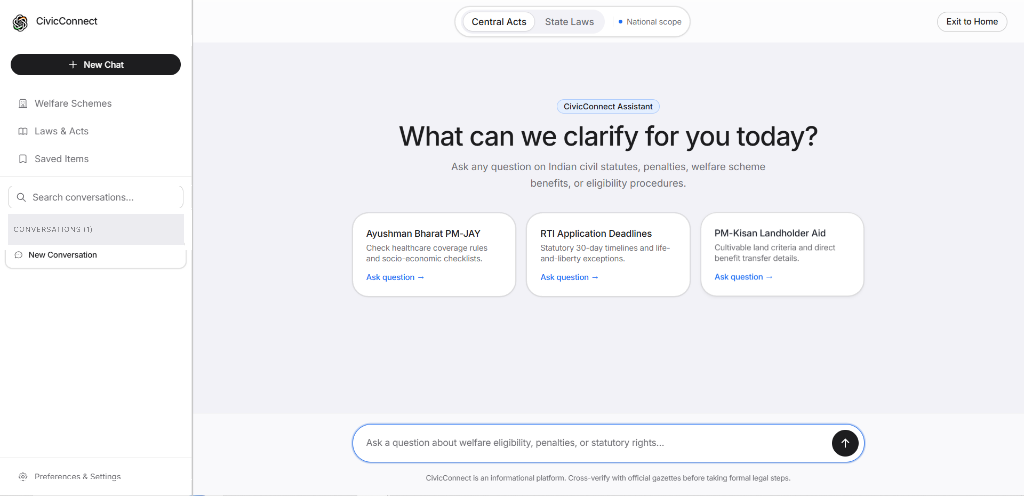 CivicConnect
Central Acts
State Laws
National scope
Exit to Home
+ New Chat
Welfare Schemes
Laws & Acts
Saved Items
Search conversations...
CONVERSATIONS (1)
New Conversation
CivicConnect Assistant
What can we clarify for you today?
Ask any question on Indian civil statutes, penalties, welfare scheme
benefits, or eligibility procedures.
Ayushman Bharat PM-JAY
Check healthcare coverage rules
and socio-economic checklists.
Ask question →
RTI Application Deadlines
Statutory 30-day timelines and life-
and-liberty exceptions.
Ask question →
PM-Kisan Landholder Aid
Cultivable land criteria and direct
benefit transfer details.
Ask question →
Ask a question about welfare eligibility, penalties, or statutory rights...
Preferences & Settings
CivicConnect is an informational platform. Cross-verify with official gazettes before taking formal legal steps.